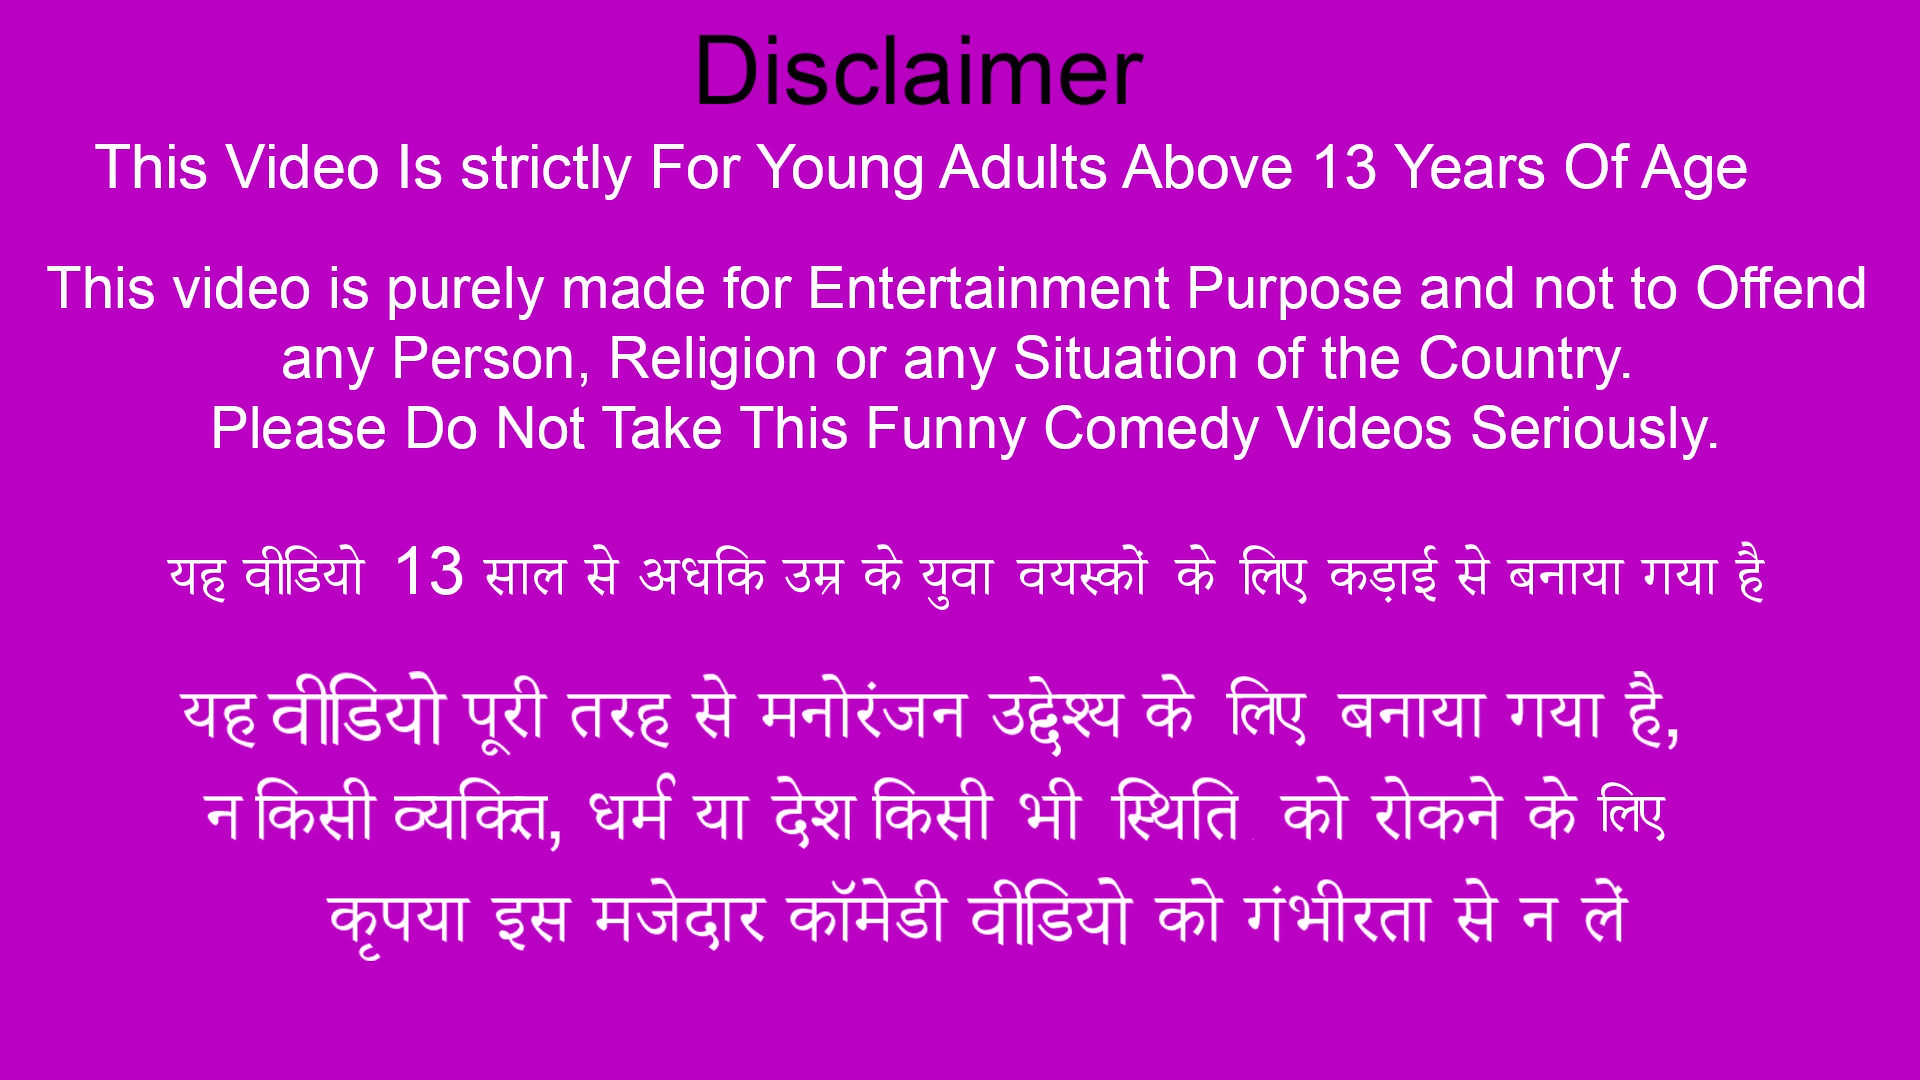 Disclaimer
This Video Is strictly For Young Adults Above 13 Years Of Age
This video is purely made for Entertainment Purpose and not to Offend
any Person, Religion or any Situation of the Country.
Please Do Not Take This Funny Comedy Videos Seriously.
यह वीडियो 13 साल से अधकि उम्र के युवा वयस्कों के लिए कड़ाई से बनाया गया है
यह वीडियो पूरी तरह से मनोरंजन उद्देश्य के लिए बनाया गया है,
न किसी व्यक्ति, धर्म या देश किसी भी स्थिति को रोकने के लिए
कृपया इस मजेदार कॉमेडी वीडियो को गंभीरता से न लें